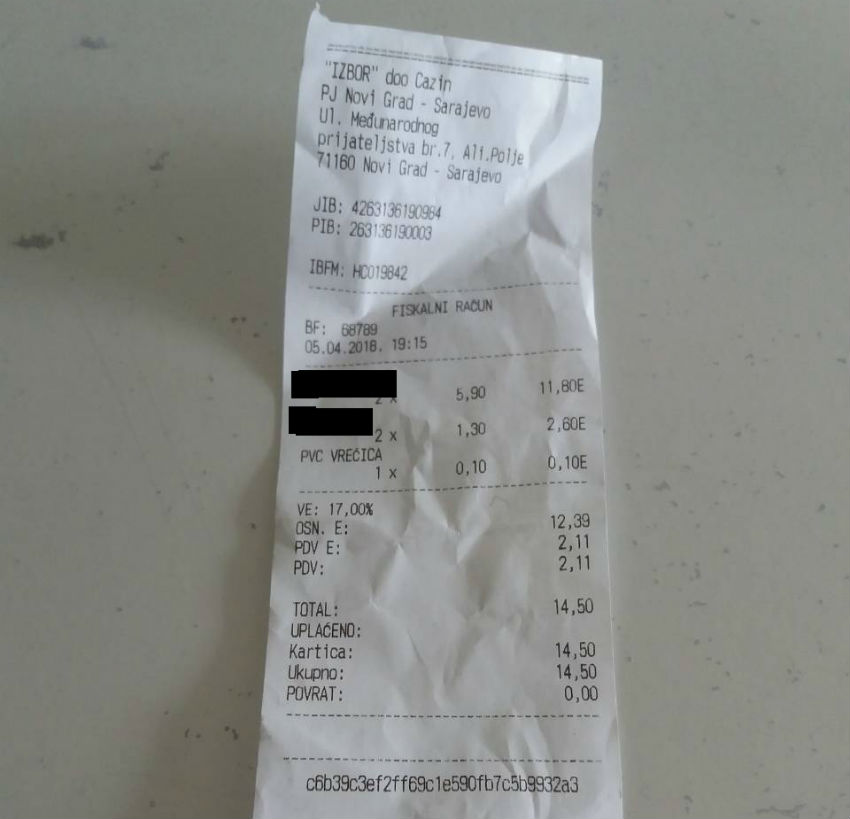 "IZBOR" doo Cazin
PJ Novi Grad - Sarajevo
Ul. Međunarodnog
prijateljstva br.7, Ali.Polje
71160 Novi Grad - Sarajevo
JIB: 4263136190984
PIB: 263136190003
IBFM: HC019842
FISKALNI RAČUN
BF: 68789
05.04.2018. 19:15
2 x 5,90 11,80E
2 x 1,30 2,60E
PVC VREĆICA
1 x 0,10 0,10E
VE: 17,00%
OSN. E: 12,39
PDV E: 2,11
PDV: 2,11
TOTAL: 14,50
UPLAĆENO:
Kartica: 14,50
Ukupno: 14,50
POVRAT: 0,00
c6b39c3ef2ff69c1e590fb7c5b9932a3